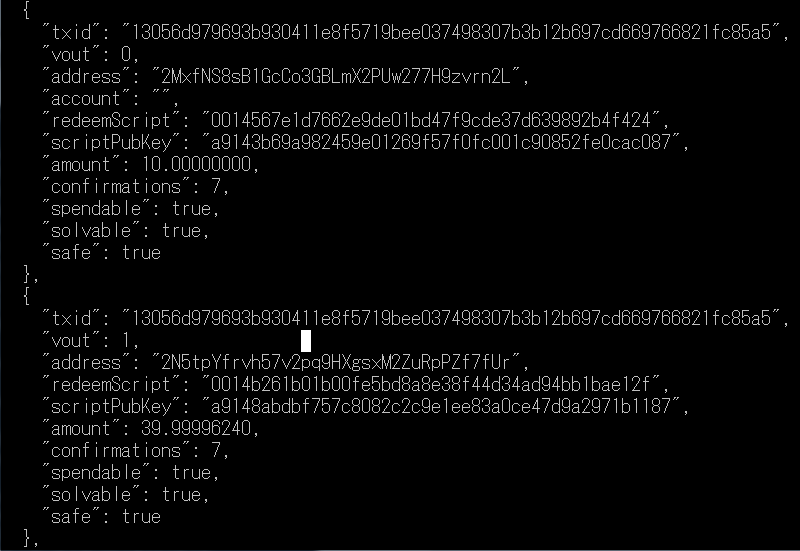 {
"txid": "13056d979693b930411e8f5719bee037498307b3b12b697cd669766821fc85a5",
"vout": 0,
"address": "2MxfNS8sB1GcCo3GBLmX2PUw277H9zvrn2L",
"account": "",
"redeemScript": "0014567e1d7662e9de01bd47f9cde37d639892b4f424",
"scriptPubKey": "a9143b69a982459e01269f57f0fc001c90852fe0cac087",
"amount": 10.00000000,
"confirmations": 7,
"spendable": true,
"solvable": true,
"safe": true
},
{
"txid": "13056d979693b930411e8f5719bee037498307b3b12b697cd669766821fc85a5",
"vout": 1,
"address": "2N5tpYfrvh57v2pq9HXgsxM2ZuRpPZf7fUr",
"redeemScript": "0014b261b01b00fe5bd8a8e38f44d34ad94bb1bae12f",
"scriptPubKey": "a9148abdbf757c8082c2c9e1ee83a0ce47d9a2971b1187",
"amount": 39.99996240,
"confirmations": 7,
"spendable": true,
"solvable": true,
"safe": true
},